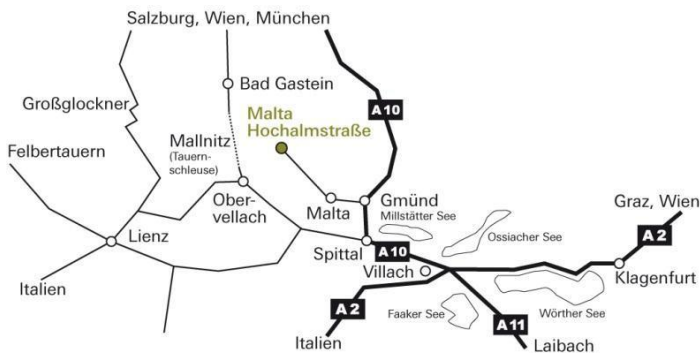 Salzburg, Wien, München
Bad Gastein
A10
Großglockner
Malta
Hochalmstraße
Mallnitz
(Tauern-
schleuse)
Felbertauern
Ober-
vellach
Malta
Gmünd
Millstätter See
Graz, Wien
Ossiacher See
A2
Lienz
Spittal
A10
Villach
Klagenfurt
Italien
A2
Faaker See
A11
Wörther See
Italien
Laibach